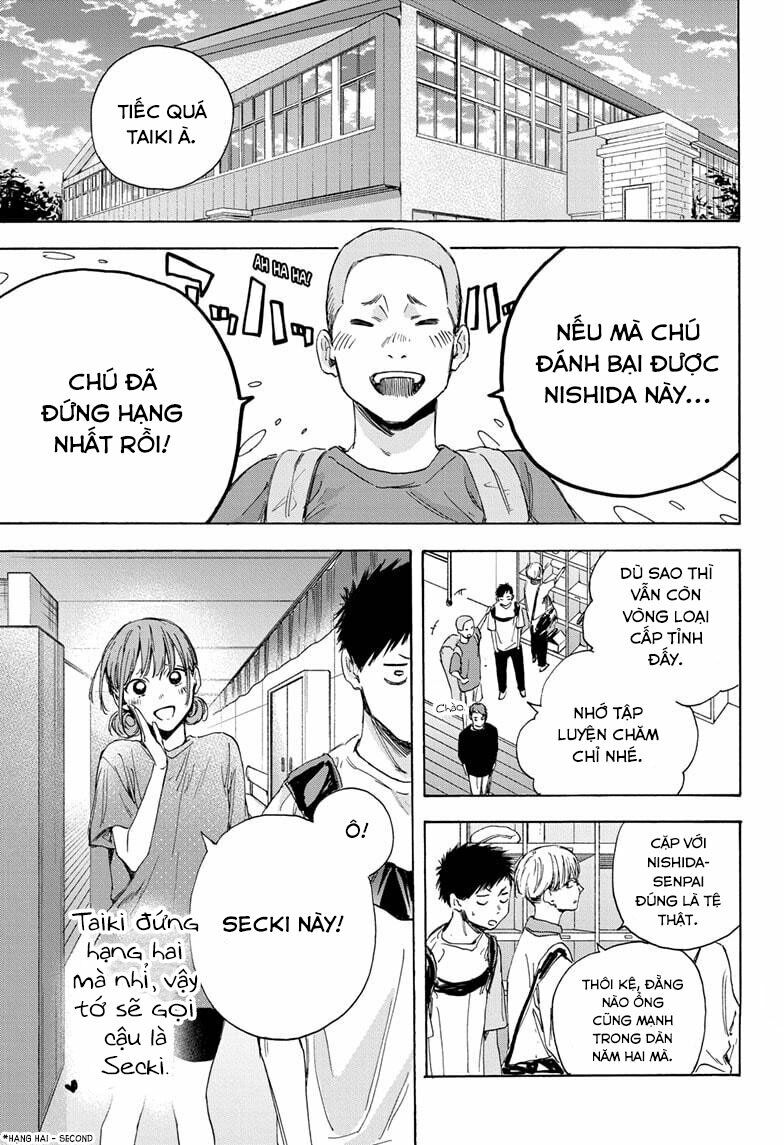 TIẾC QUÁ
TAIKI À.
AH HA HA!
NẾU MÀ CHÚ
ĐÁNH BẠI ĐƯỢC
NISHIDA NÀY...
CHÚ ĐÃ
ĐỨNG HẠNG
NHẤT RỒI!
DÙ SAO THÌ
VẪN CÒN
VÒNG LOẠI
CẤP TỈNH
ĐẤY.
NHỚ TẬP
LUYỆN CHĂM
CHỈ NHÉ.
Chào
CẶP VỚI
NISHIDA-
SENPAI
ĐÚNG LÀ TỆ
THẬT.
THÔI KỆ, ĐẰNG
NÀO ỔNG
CŨNG MẠNH
TRONG DÀN
NĂM HAI MÀ.
Ô!
SECKI NÀY!
Taiki đứng
hạng hai
mà nhỉ, vậy
tớ sẽ gọi
cậu là
Secki.
*HẠNG HAI - SECOND